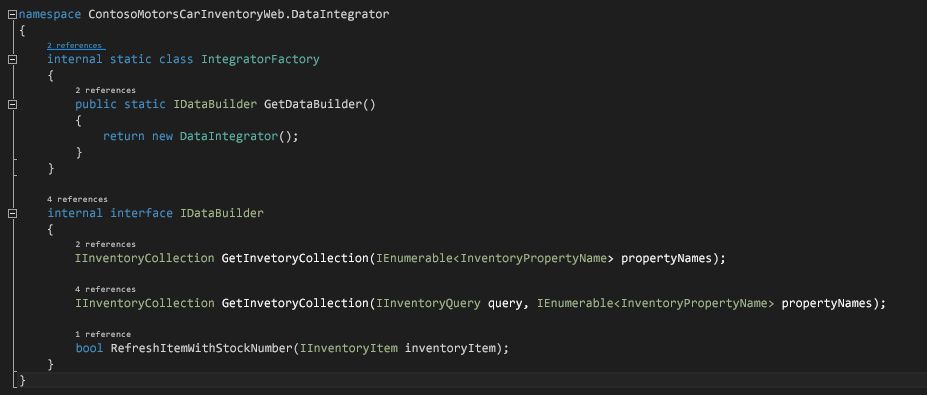 namespace ContosoMotorsCarInventoryWeb.DataIntegrator
{
2 references
internal static class IntegratorFactory
{
2 references
public static IDataBuilder GetDataBuilder()
{
return new DataIntegrator();
}
}
4 references
internal interface IDataBuilder
{
2 references
IInventoryCollection GetInvetoryCollection(IEnumerable<InventoryPropertyName> propertyNames);
4 references
IInventoryCollection GetInvetoryCollection(IInventoryQuery query, IEnumerable<InventoryPropertyName> propertyNames);
1 reference
bool RefreshItemWithStockNumber(IInventoryItem inventoryItem);
}
}